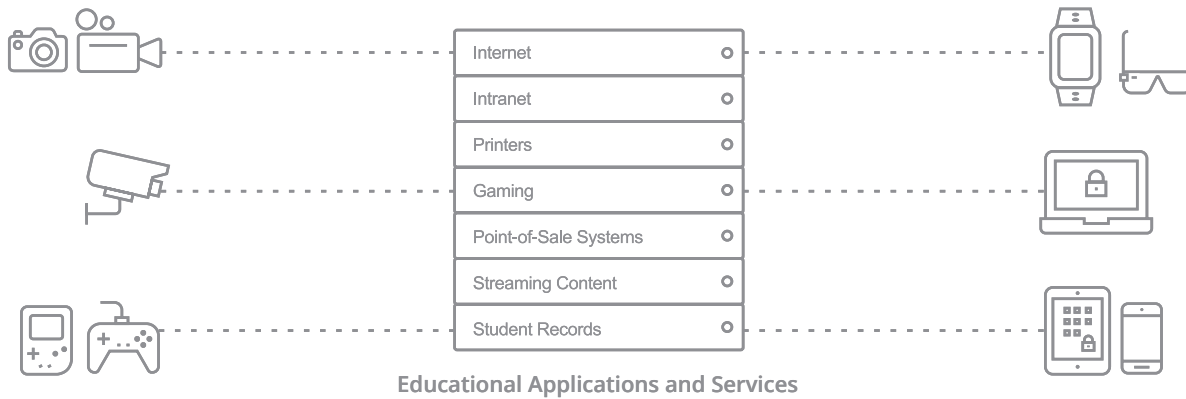 Internet
Intranet
Printers
Gaming
Point-of-Sale Systems
Streaming Content
Student Records
Educational Applications and Services